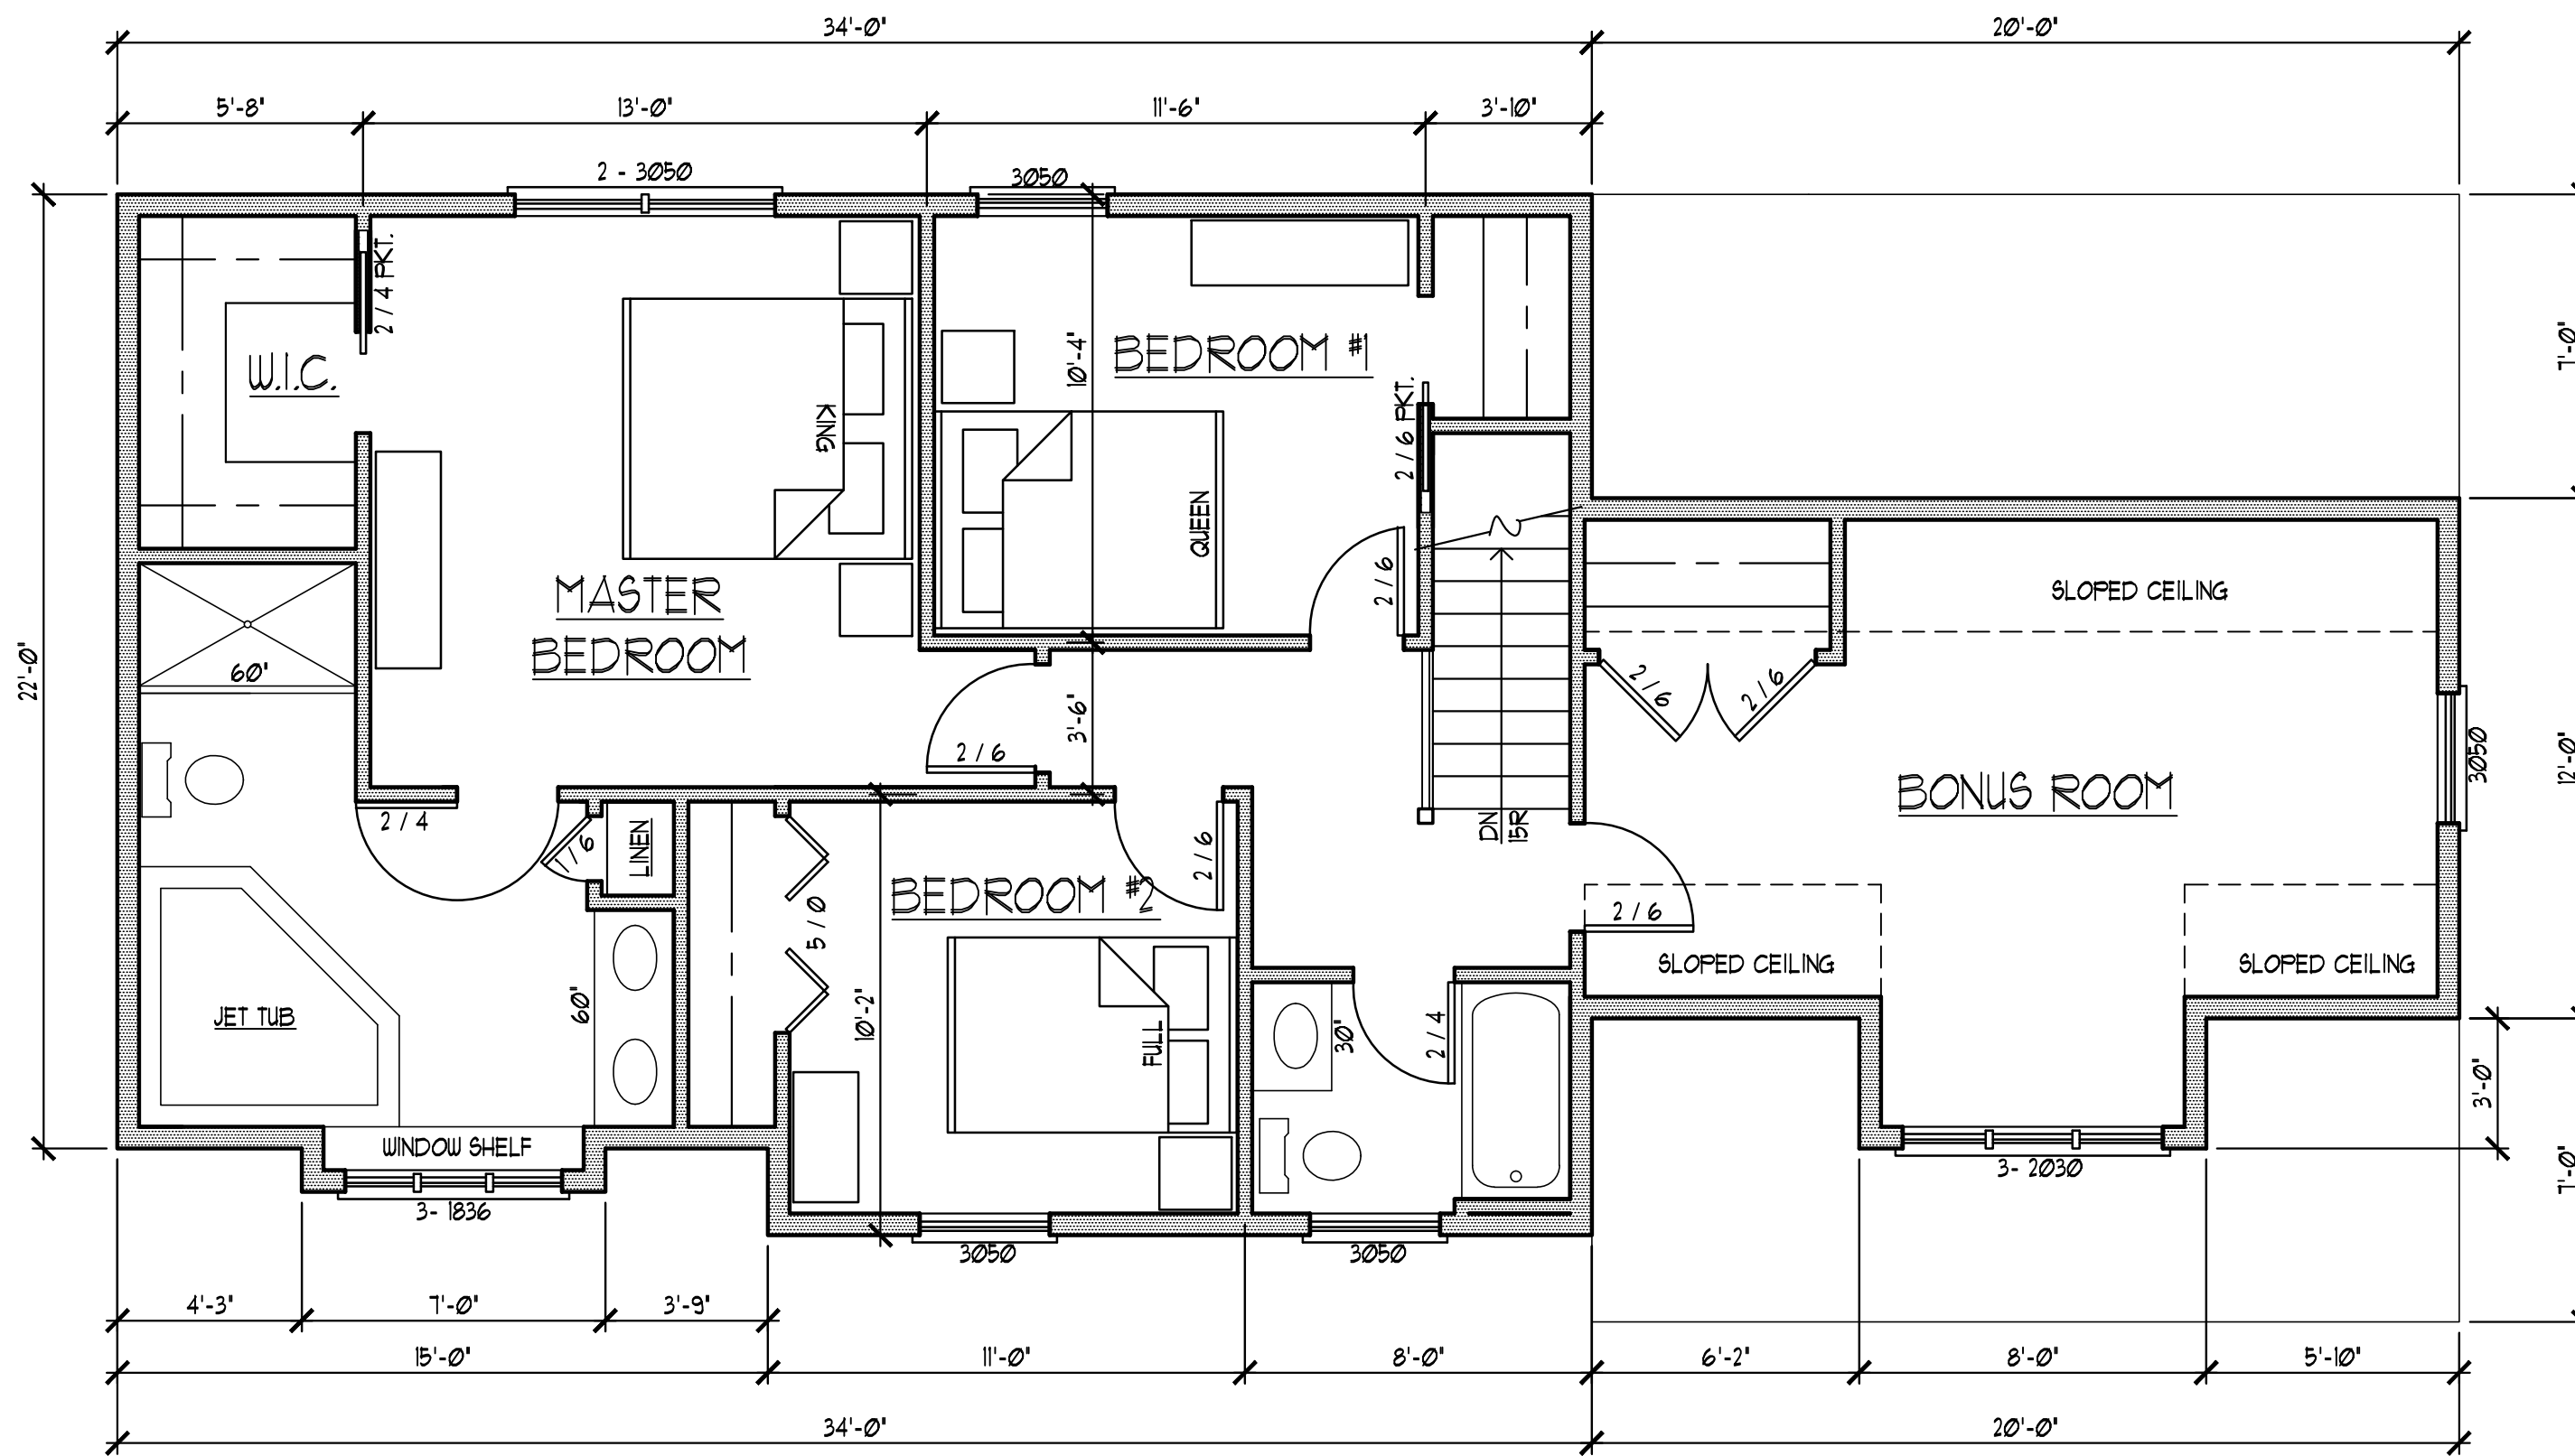 34'-0" 20'-0"
5'-8" 13'-0" 11'-6" 3'-10"
2 - 3050 3050
2 / 4 PKT.
W.I.C.
KING
10'-4"
BEDROOM #1
2 / 6 PKT.
7'-0"
QUEEN
2 / 6
MASTER
BEDROOM
SLOPED CEILING
22'-0"
60"
2 / 6
2 / 6
3'-6"
2 / 6
3050
12'-0"
BONUS ROOM
2 / 4
1 / 6
LINEN
2 / 6
DN
15R
BEDROOM #2
5 / 0
2 / 6
SLOPED CEILING
SLOPED CEILING
JET TUB
60"
10'-2"
FULL
30"
2 / 4
3'-0"
WINDOW SHELF
3- 2030
7'-0"
3- 1836
3050
3050
4'-3" 7'-0" 3'-9"
15'-0" 11'-0" 8'-0" 6'-2" 8'-0" 5'-10"
34'-0" 20'-0"